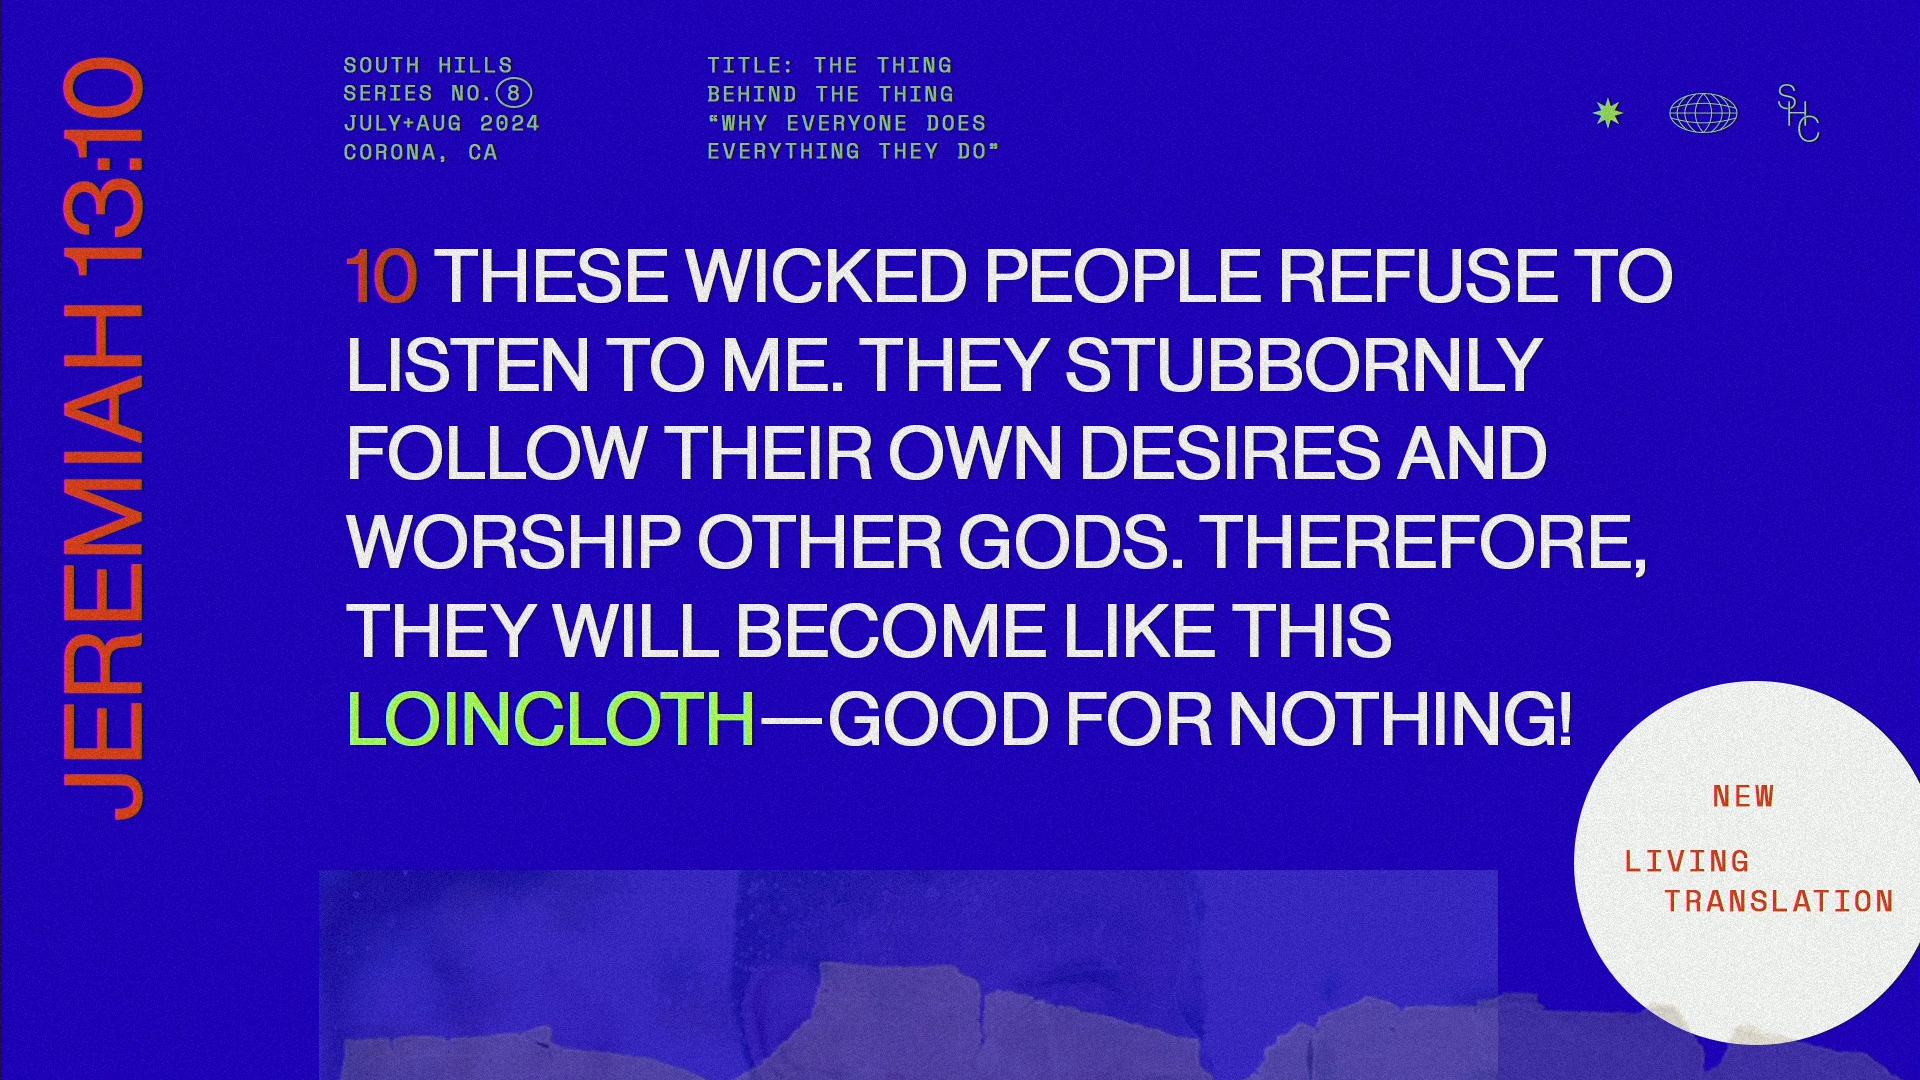 JEREMIAH 13:10
SOUTH HILLS
SERIES NO. 8
JULY+AUG 2024
CORONA, CA
TITLE: THE THING
BEHIND THE THING
“WHY EVERYONE DOES
EVERYTHING THEY DO”
SHC
10 THESE WICKED PEOPLE REFUSE TO
LISTEN TO ME. THEY STUBBORNLY
FOLLOW THEIR OWN DESIRES AND
WORSHIP OTHER GODS. THEREFORE,
THEY WILL BECOME LIKE THIS
LOINCLOTH—GOOD FOR NOTHING!
NEW
LIVING
TRANSLATION